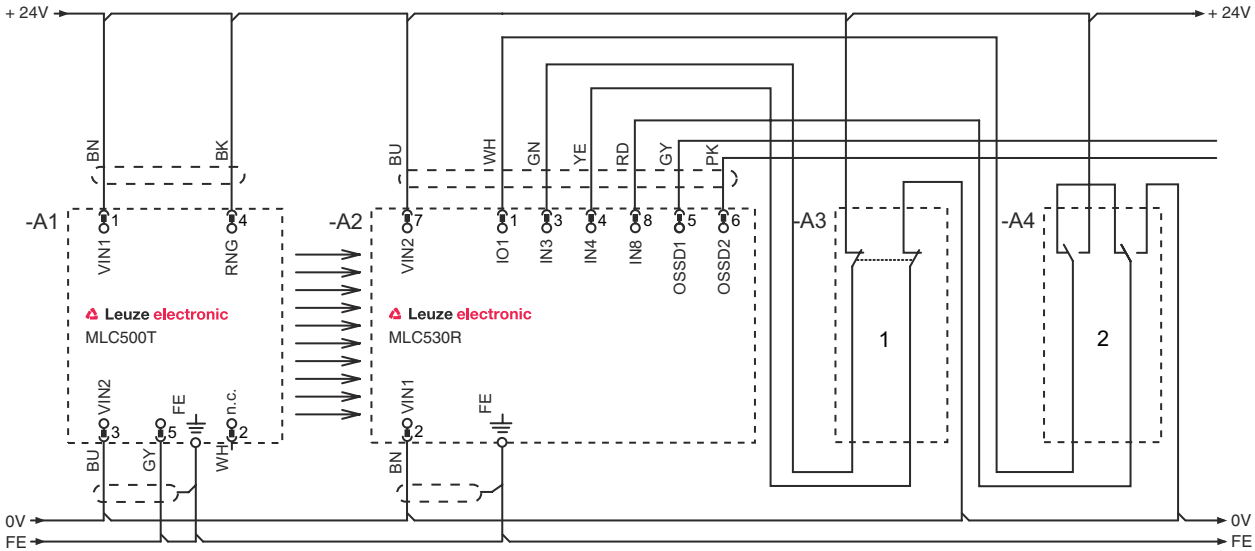 + 24V
+ 24V
BN
BK
BU
WH
GN
YE
RD
GY
PK
-A1
1
4
-A2
7
1
3
4
8
5
6
-A3
-A4
VIN1
RNG
VIN2
IO1
IN3
IN4
IN8
OSSD1
OSSD2
Leuze electronic
MLC500T
Leuze electronic
MLC530R
1
2
VIN2
FE
n.c.
VIN1
FE
3
5
2
2
BU
GY
WH
BN
0V
0V
FE
FE